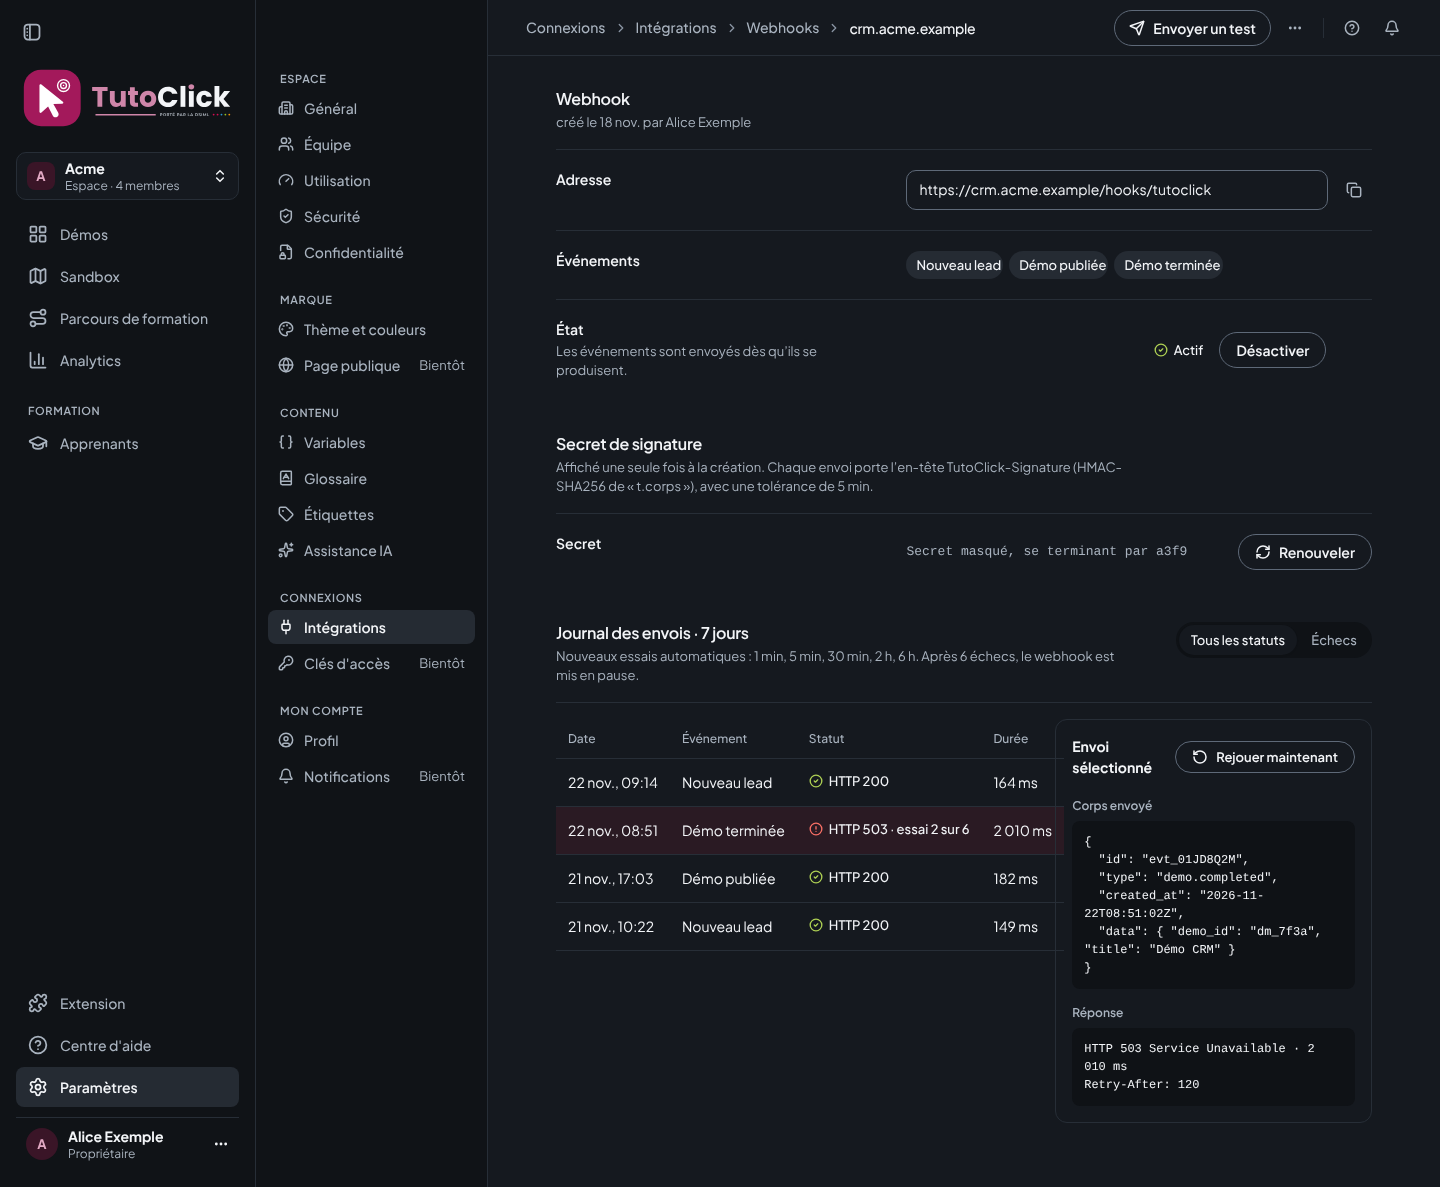 TutoClick
PORTÉ PAR LA DSIML
A
Acme
Espace · 4 membres
Démos
Sandbox
Parcours de formation
Analytics
FORMATION
Apprenants
Extension
Centre d'aide
Paramètres
A
Alice Exemple
Propriétaire
ESPACE
Général
Équipe
Utilisation
Sécurité
Confidentialité
MARQUE
Thème et couleurs
Page publique Bientôt
CONTENU
Variables
Glossaire
Étiquettes
Assistance IA
CONNEXIONS
Intégrations
Clés d'accès Bientôt
MON COMPTE
Profil
Notifications Bientôt
Connexions > Intégrations > Webhooks > crm.acme.example
Envoyer un test
Webhook
créé le 18 nov. par Alice Exemple
Adresse
https://crm.acme.example/hooks/tutoclick
Événements
Nouveau lead Démo publiée Démo terminée
État
Les événements sont envoyés dès qu’ils se
produisent.
Actif
Désactiver
Secret de signature
Affiché une seule fois à la création. Chaque envoi porte l’en-tête TutoClick-Signature (HMAC-
SHA256 de « t.corps »), avec une tolérance de 5 min.
Secret
Secret masqué, se terminant par a3f9
Renouveler
Journal des envois · 7 jours
Nouveaux essais automatiques : 1 min, 5 min, 30 min, 2 h, 6 h. Après 6 échecs, le webhook est
mis en pause.
Tous les statuts Échecs
Date Événement Statut Durée
22 nov., 09:14 Nouveau lead HTTP 200 164 ms
22 nov., 08:51 Démo terminée HTTP 503 · essai 2 sur 6 2 010 ms
21 nov., 17:03 Démo publiée HTTP 200 182 ms
21 nov., 10:22 Nouveau lead HTTP 200 149 ms
Envoi
sélectionné
Rejouer maintenant
Corps envoyé
{
"id": "evt_01JD8Q2M",
"type": "demo.completed",
"created_at": "2026-11-
22T08:51:02Z",
"data": { "demo_id": "dm_7f3a",
"title": "Démo CRM" }
}
Réponse
HTTP 503 Service Unavailable · 2
010 ms
Retry-After: 120